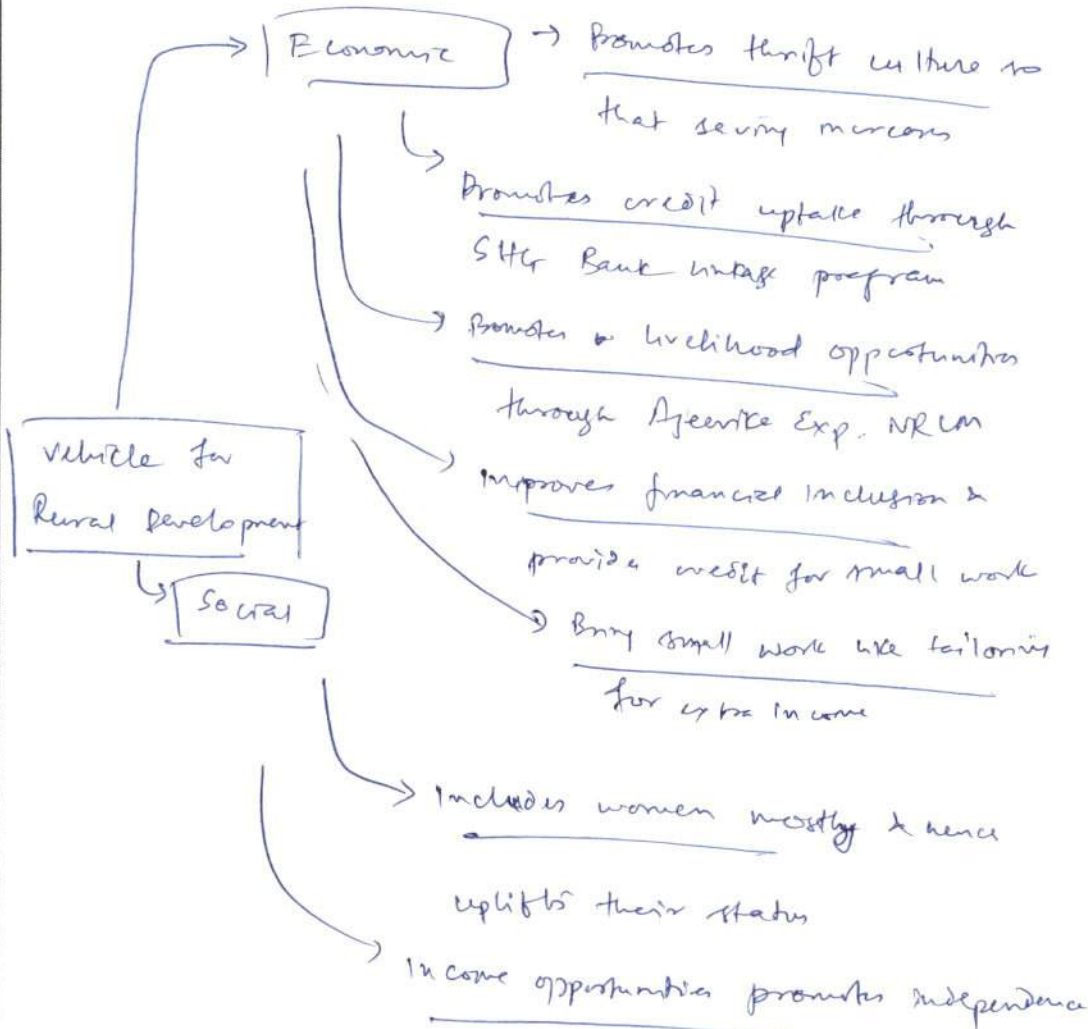 Economic
Promotes thrift culture so
that saving increases
Promotes credit uptake through
SHG Bank linkage program
Promotes livelihood opportunities
through Ajeevike Exp. NRLM
Improves financial inclusion &
provide credit for small work
Bring small work like tailoring
for extra income
Vehicle for
Rural Development
Social
Includes women mostly & hence
uplifts their status
Income opportunities promotes independence